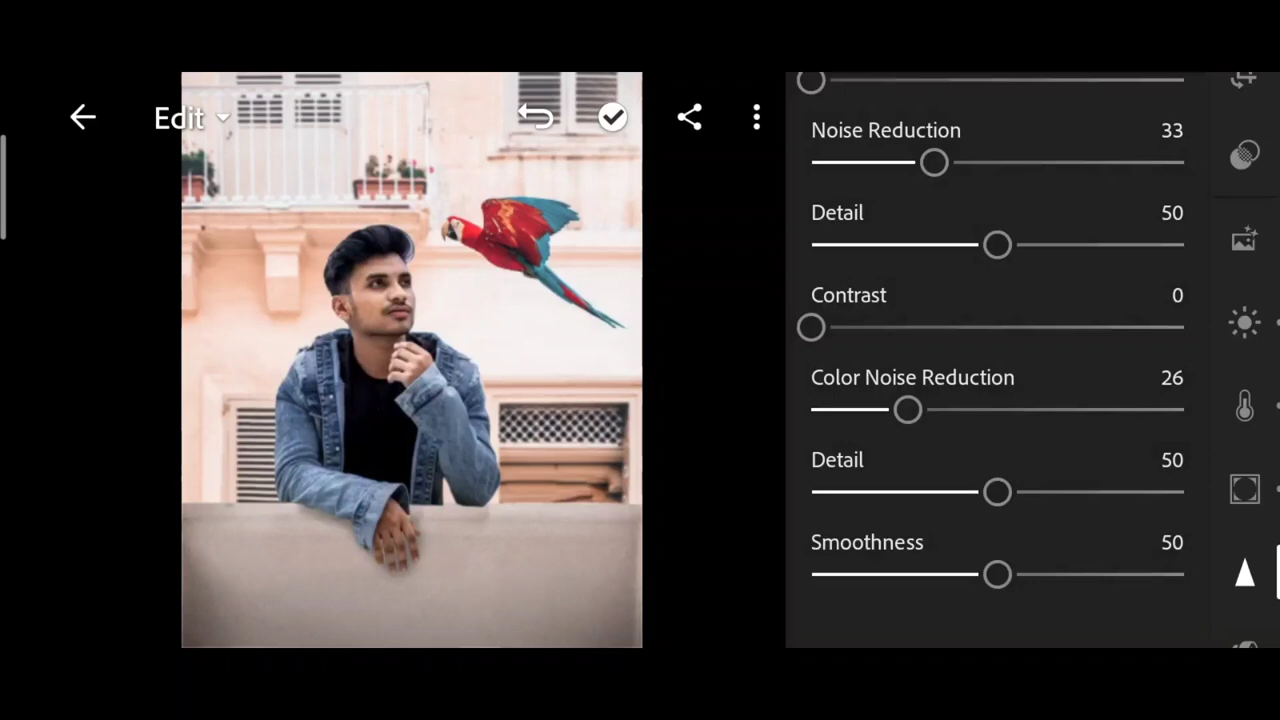 Edit
Noise Reduction 33
Detail 50
Contrast 0
Color Noise Reduction 26
Detail 50
Smoothness 50